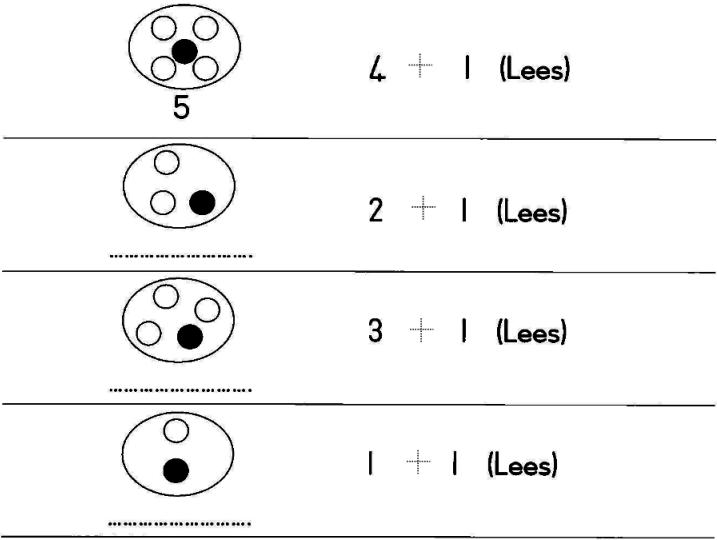 4 + 1 (Lees)
5
2 + 1 (Lees)
3 + 1 (Lees)
1 + 1 (Lees)